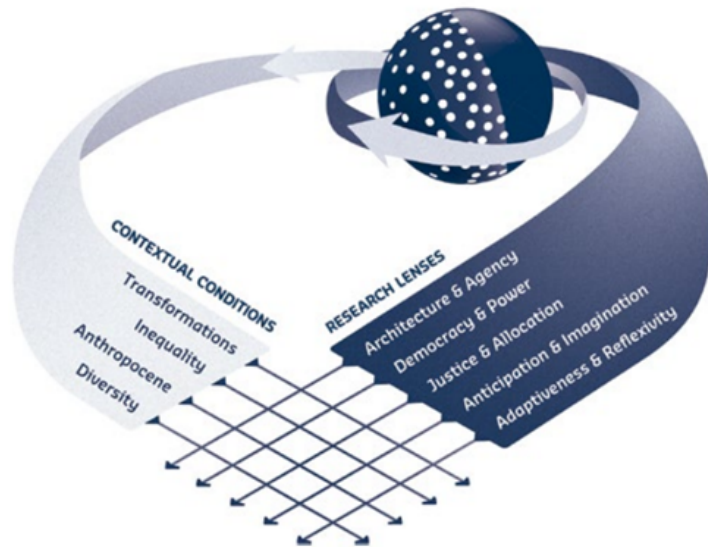 CONTEXTUAL CONDITIONS
Transformations
Inequality
Anthropocene
Diversity
RESEARCH LENSES
Architecture & Agency
Democracy & Power
Justice & Allocation
Anticipation & Imagination
Adaptiveness & Reflexivity